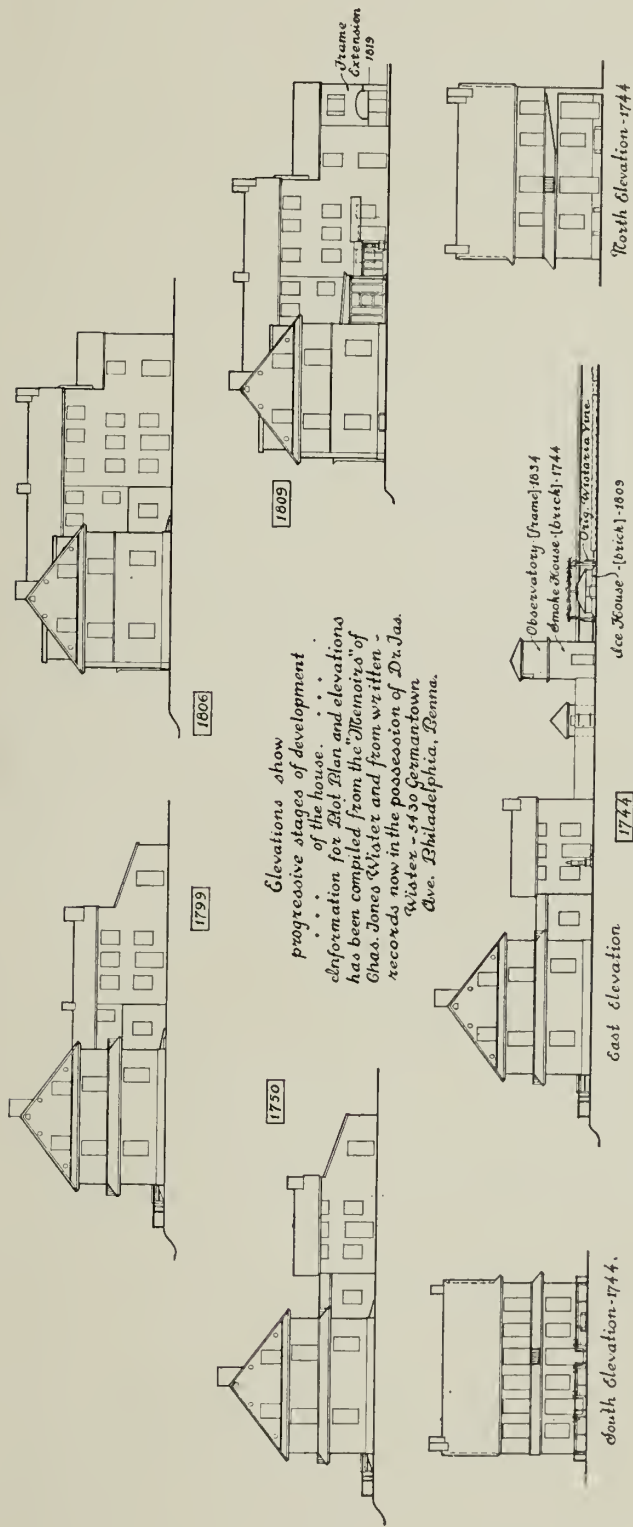 1799
1806
1750
Elevations show
progressive stages of development
. . . of the house. . . .
Information for Plot Plan and elevations
has been compiled from the "Memoirs" of
Chas. Jones Wister and from written -
records now in the possession of Dr. Jas.
Wister - 5430 Germantown
Ave. Philadelphia, Penna.
1809
Frame
Extension
1819
South Elevation-1744.
East Elevation
1744
Observatory-[frame]-1834
Smoke House-[brick]-1744
Orig. Wistaria Vine
Ice House-[brick]-1809
North Elevation-1744